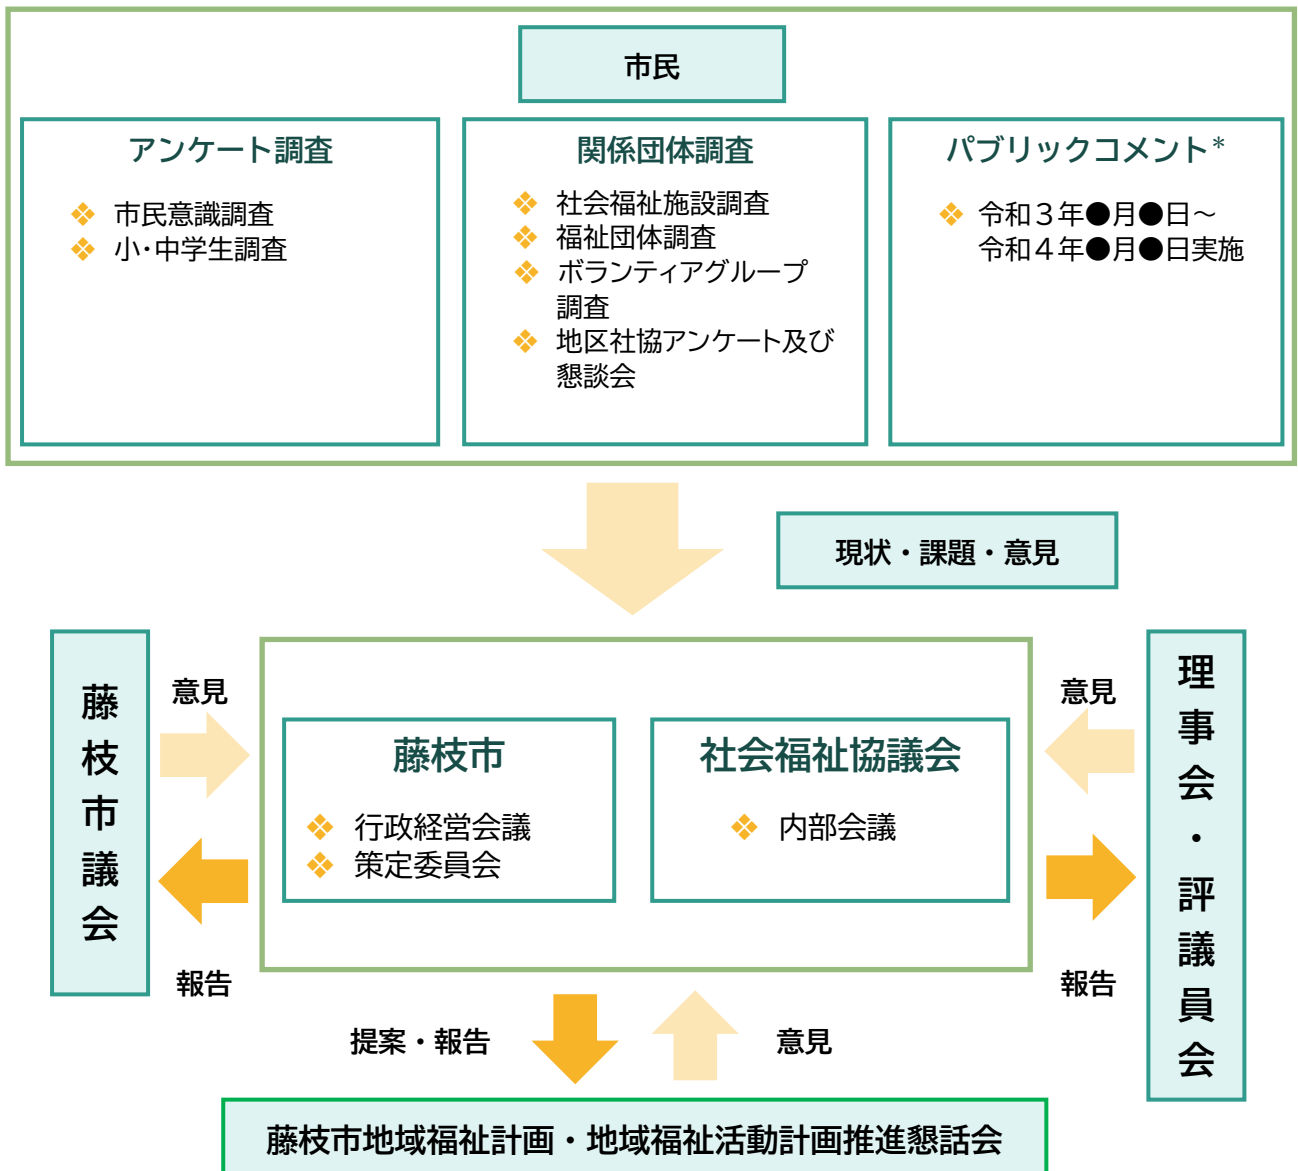 市民
アンケート調査
❖ 市民意識調査
❖ 小・中学生調査
関係団体調査
❖ 社会福祉施設調査
❖ 福祉団体調査
❖ ボランティアグループ
調査
❖ 地区社協アンケート及び
懇談会
パブリックコメント*
❖ 令和３年●月●日～
令和４年●月●日実施
現状・課題・意見
藤枝市議会
意見
報告
藤枝市
❖ 行政経営会議
❖ 策定委員会
社会福祉協議会
❖ 内部会議
意見
報告
理事会・評議員会
提案・報告
意見
藤枝市地域福祉計画・地域福祉活動計画推進懇話会